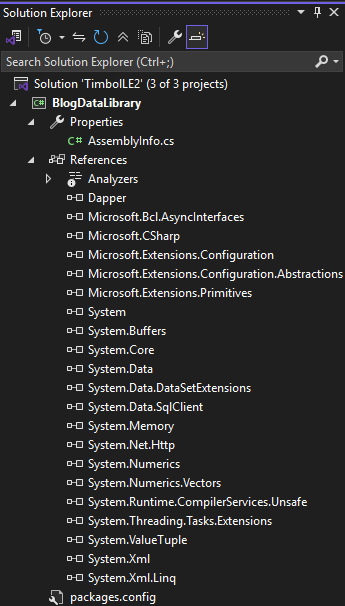 Solution Explorer
Search Solution Explorer (Ctrl+;)
Solution 'TimbolLE2' (3 of 3 projects)
C# BlogDataLibrary
Properties
C# AssemblyInfo.cs
References
Analyzers
Dapper
Microsoft.Bcl.AsyncInterfaces
Microsoft.CSharp
Microsoft.Extensions.Configuration
Microsoft.Extensions.Configuration.Abstractions
Microsoft.Extensions.Primitives
System
System.Buffers
System.Core
System.Data
System.Data.DataSetExtensions
System.Data.SqlClient
System.Memory
System.Net.Http
System.Numerics
System.Numerics.Vectors
System.Runtime.CompilerServices.Unsafe
System.Threading.Tasks.Extensions
System.ValueTuple
System.Xml
System.Xml.Linq
packages.config